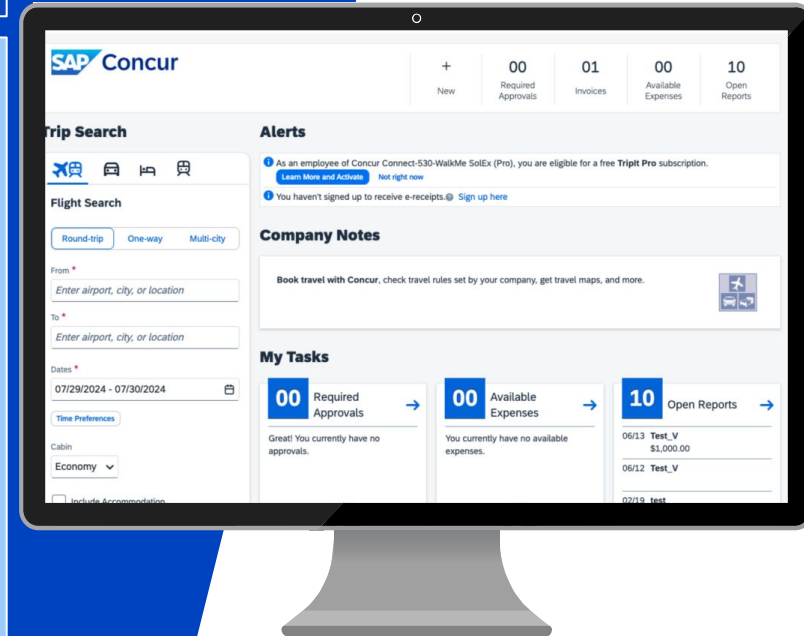 SAP Concur
+
New
00
Required
Approvals
01
Invoices
00
Available
Expenses
10
Open
Reports
Trip Search
Flight Search
Round-trip One-way Multi-city
From *
Enter airport, city, or location
To *
Enter airport, city, or location
Dates *
07/29/2024 - 07/30/2024
Time Preferences
Cabin
Economy
Include Accommodation
Alerts
As an employee of Concur Connect-530-WalkMe SolEx (Pro), you are eligible for a free TripIt Pro subscription.
Learn More and Activate Not right now
You haven't signed up to receive e-receipts. Sign up here
Company Notes
Book travel with Concur, check travel rules set by your company, get travel maps, and more.
My Tasks
00 Required
Approvals
Great! You currently have no
approvals.
00 Available
Expenses
You currently have no available
expenses.
10 Open Reports
06/13 Test_V
$1,000.00
06/12 Test_V
02/19 test